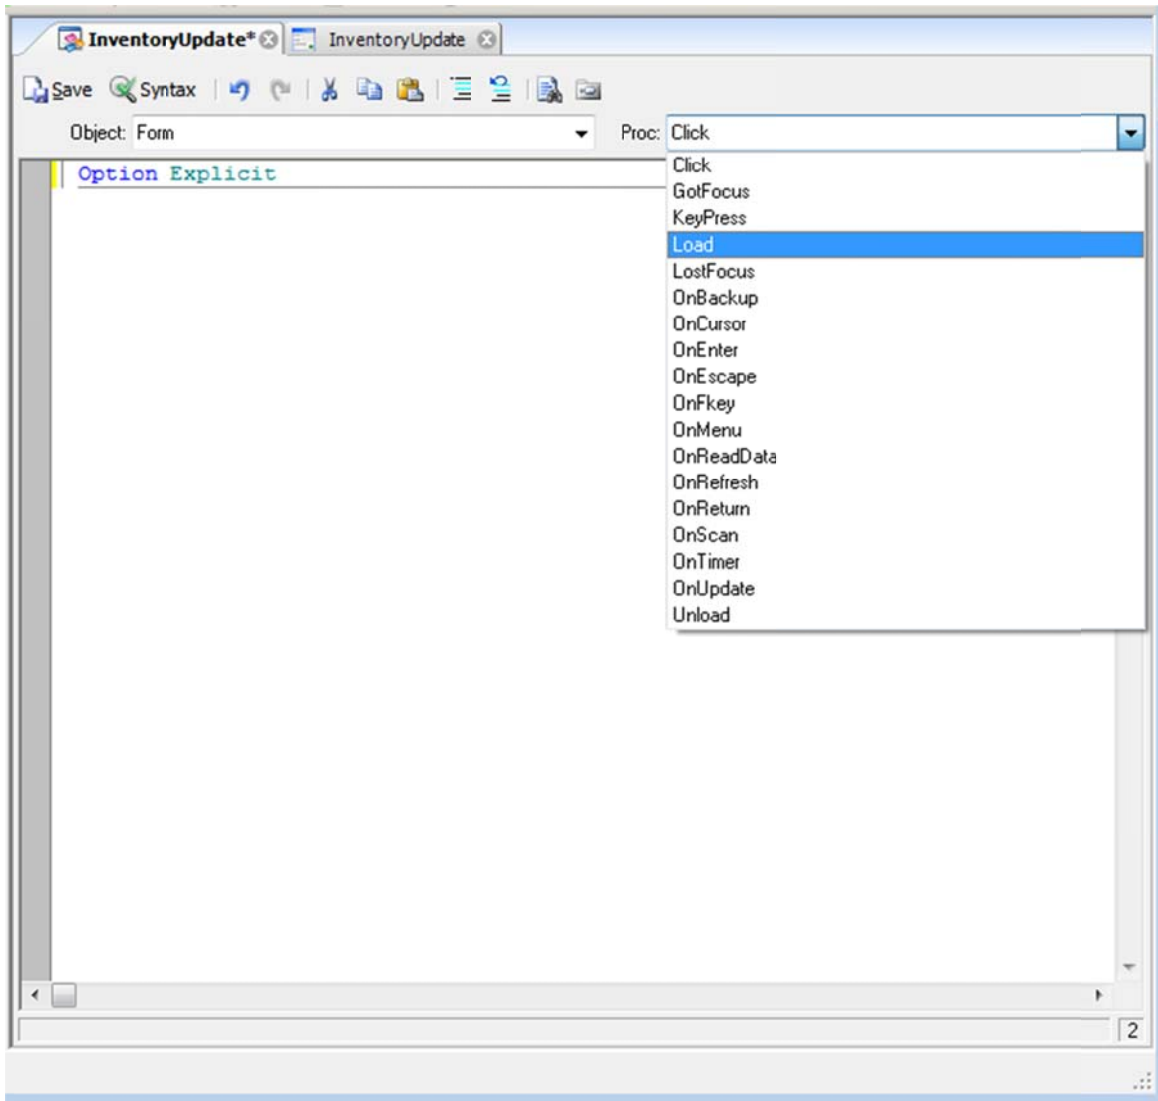 InventoryUpdate* InventoryUpdate
Save Syntax
Object: Form Proc: Click
Option Explicit
Click
GotFocus
KeyPress
Load
LostFocus
OnBackup
OnCursor
OnEnter
OnEscape
OnFkey
OnMenu
OnReadData
OnRefresh
OnReturn
OnScan
OnTimer
OnUpdate
Unload
2